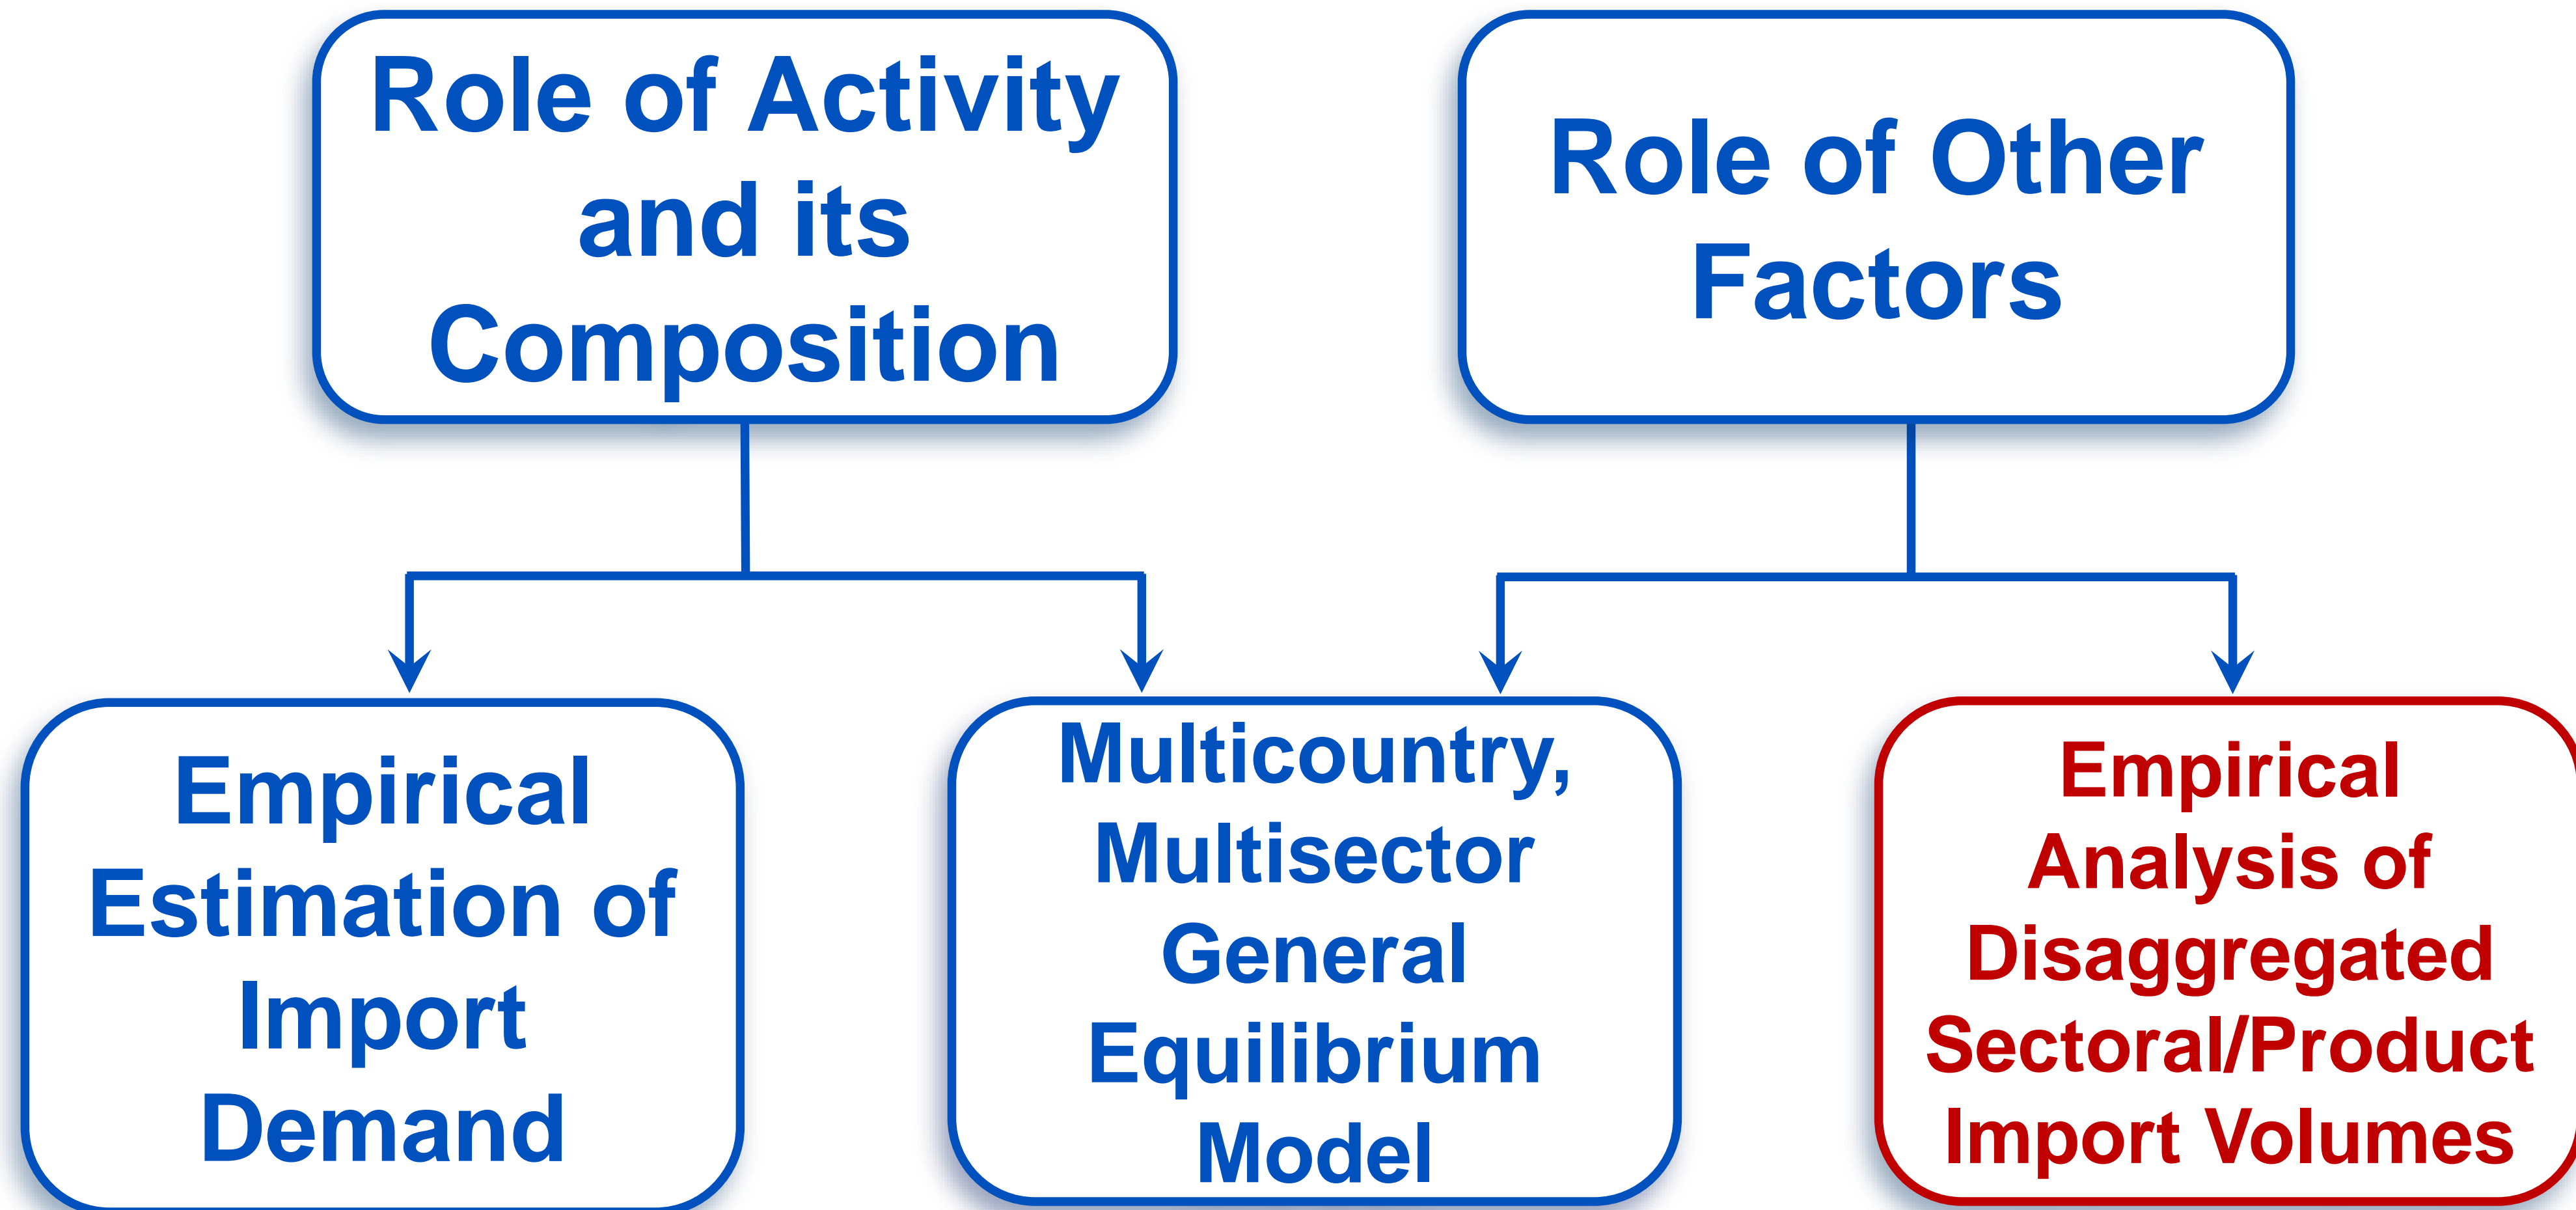 Role of Activity
and its
Composition
Role of Other
Factors
Empirical
Estimation of
Import
Demand
Multicountry,
Multisector
General
Equilibrium
Model
Empirical
Analysis of
Disaggregated
Sectoral/Product
Import Volumes